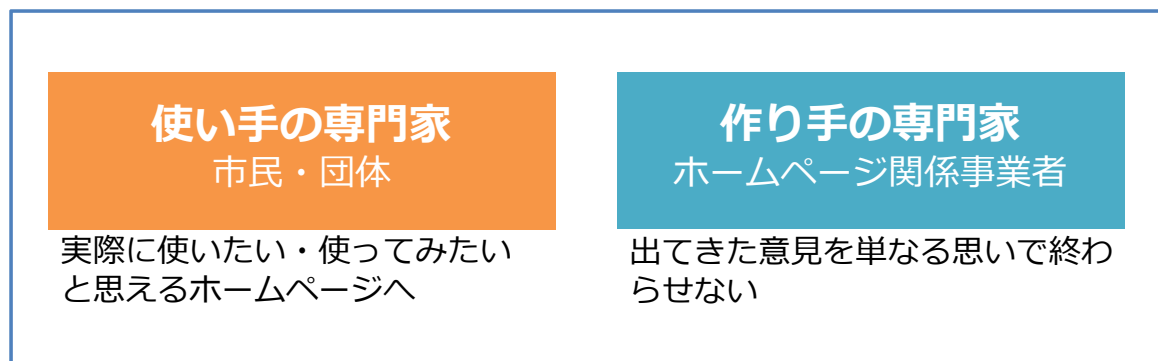 使い手の専門家
市民・団体
実際に使いたい・使ってみたい
と思えるホームページへ
作り手の専門家
ホームページ関係事業者
出てきた意見を単なる思いで終わ
らせない